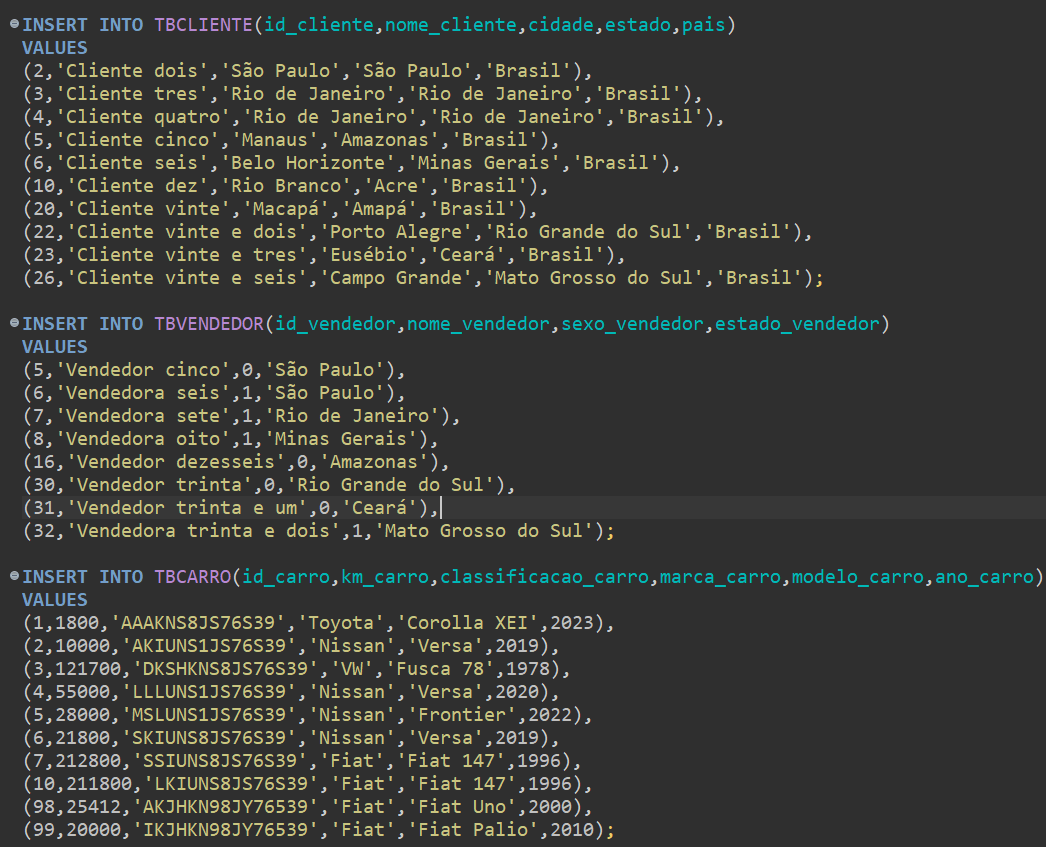 INSERT INTO TBCLIENTE(id_cliente,nome_cliente,cidade,estado,pais)
VALUES
(2,'Cliente dois','São Paulo','São Paulo','Brasil'),
(3,'Cliente tres','Rio de Janeiro','Rio de Janeiro','Brasil'),
(4,'Cliente quatro','Rio de Janeiro','Rio de Janeiro','Brasil'),
(5,'Cliente cinco','Manaus','Amazonas','Brasil'),
(6,'Cliente seis','Belo Horizonte','Minas Gerais','Brasil'),
(10,'Cliente dez','Rio Branco','Acre','Brasil'),
(20,'Cliente vinte','Macapá','Amapá','Brasil'),
(22,'Cliente vinte e dois','Porto Alegre','Rio Grande do Sul','Brasil'),
(23,'Cliente vinte e tres','Eusébio','Ceará','Brasil'),
(26,'Cliente vinte e seis','Campo Grande','Mato Grosso do Sul','Brasil');
INSERT INTO TBVENDEDOR(id_vendedor,nome_vendedor,sexo_vendedor,estado_vendedor)
VALUES
(5,'Vendedor cinco',0,'São Paulo'),
(6,'Vendedora seis',1,'São Paulo'),
(7,'Vendedora sete',1,'Rio de Janeiro'),
(8,'Vendedora oito',1,'Minas Gerais'),
(16,'Vendedor dezesseis',0,'Amazonas'),
(30,'Vendedor trinta',0,'Rio Grande do Sul'),
(31,'Vendedor trinta e um',0,'Ceará'),
(32,'Vendedora trinta e dois',1,'Mato Grosso do Sul');
INSERT INTO TBCARRO(id_carro,km_carro,classificacao_carro,marca_carro,modelo_carro,ano_carro)
VALUES
(1,1800,'AAAKNS8JS76S39','Toyota','Corolla XEI',2023),
(2,10000,'AKIUNS1JS76S39','Nissan','Versa',2019),
(3,121700,'DKSHKNS8JS76S39','VW','Fusca 78',1978),
(4,55000,'LLLUNS1JS76S39','Nissan','Versa',2020),
(5,28000,'MSLUNS1JS76S39','Nissan','Frontier',2022),
(6,21800,'SKIUNS8JS76S39','Nissan','Versa',2019),
(7,212800,'SSIUNS8JS76S39','Fiat','Fiat 147',1996),
(10,211800,'LKIUNS8JS76S39','Fiat','Fiat 147',1996),
(98,25412,'AKJHKN98JY76539','Fiat','Fiat Uno',2000),
(99,20000,'IKJHKN98JY76539','Fiat','Fiat Palio',2010);